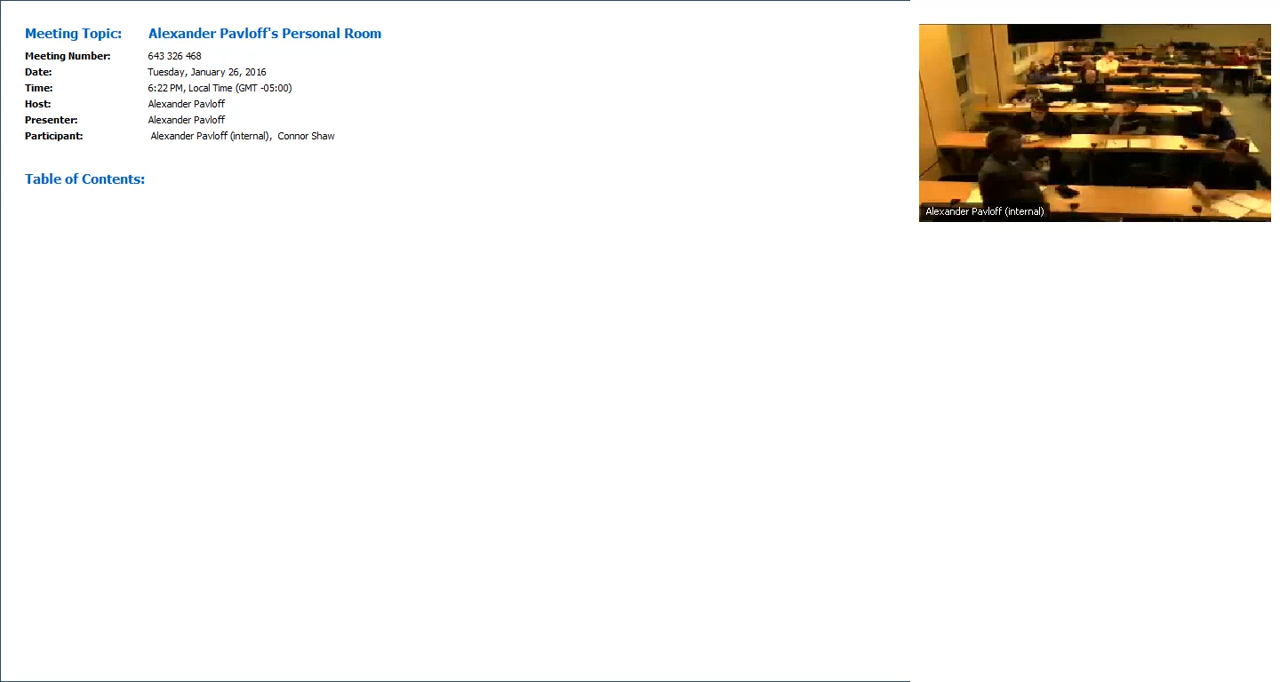 Meeting Topic: Alexander Pavloff's Personal Room
Meeting Number: 643 326 468
Date: Tuesday, January 26, 2016
Time: 6:22 PM, Local Time (GMT -05:00)
Host: Alexander Pavloff
Presenter: Alexander Pavloff
Participant: Alexander Pavloff (internal), Connor Shaw
Table of Contents:
Alexander Pavloff (internal)